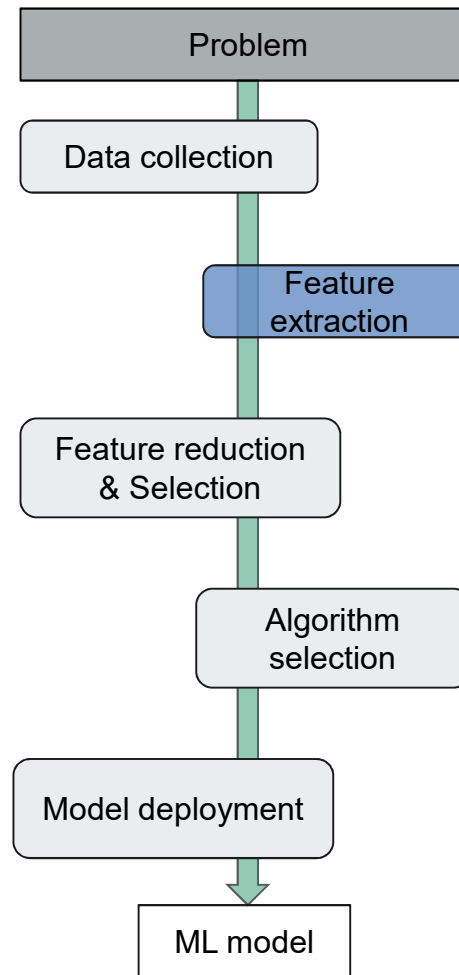 Problem
Data collection
Feature
extraction
Feature reduction
& Selection
Algorithm
selection
Model deployment
ML model